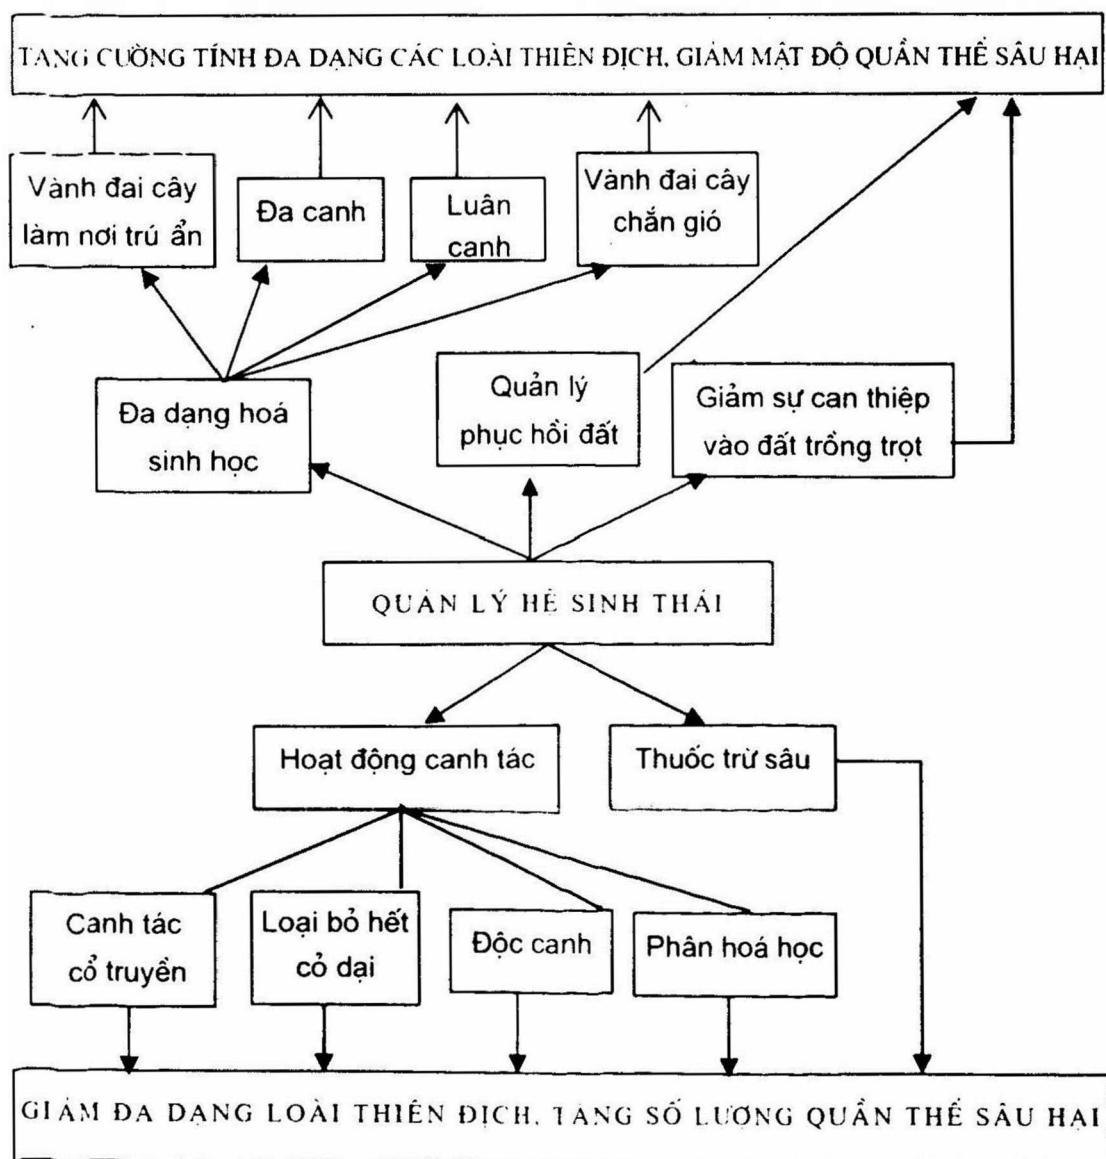 TĂNG CƯỜNG TÍNH ĐA DẠNG CÁC LOÀI THIÊN ĐỊCH, GIẢM MẬT ĐỘ QUẦN THỂ SÂU HẠI
Vành đai cây
làm nơi trú ẩn
Đa canh
Luân
canh
Vành đai cây
chắn gió
Đa dạng hoá
sinh học
Quản lý
phục hồi đất
Giảm sự can thiệp
vào đất trồng trọt
QUẢN LÝ HỆ SINH THÁI
Hoạt động canh tác
Thuốc trừ sâu
Canh tác
cổ truyền
Loại bỏ hết
cỏ dại
Độc canh
Phân hoá học
GIẢM ĐA DẠNG LOÀI THIÊN ĐỊCH, TĂNG SỐ LƯỢNG QUẦN THỂ SÂU HẠI